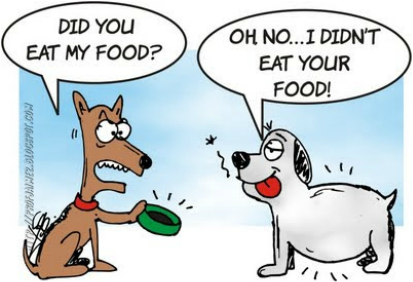 DID YOU
EAT MY FOOD?
OH NO...I DIDN'T
EAT YOUR
FOOD!